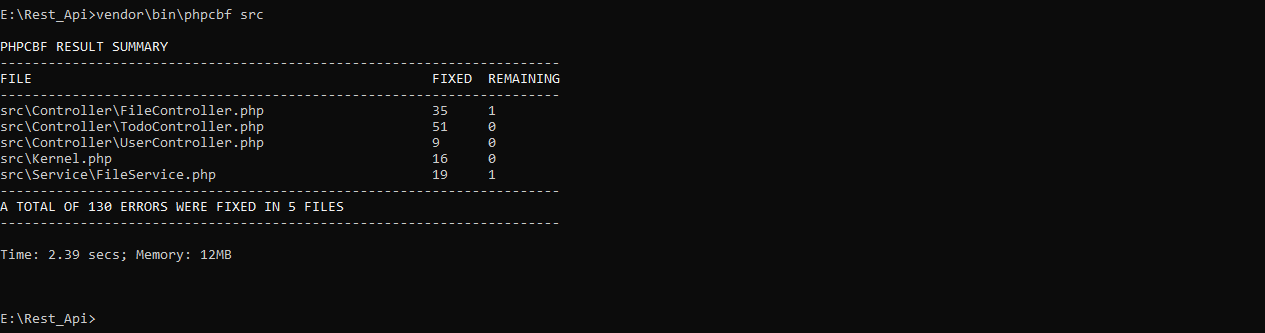 E:\Rest_Api>vendor\bin\phpcbf src
PHPCBF RESULT SUMMARY
----------------------------------------------------------------------
FILE                                                  FIXED  REMAINING
----------------------------------------------------------------------
src\Controller\FileController.php                     35     1
src\Controller\TodoController.php                     51     0
src\Controller\UserController.php                     9      0
src\Kernel.php                                        16     0
src\Service\FileService.php                           19     1
----------------------------------------------------------------------
A TOTAL OF 130 ERRORS WERE FIXED IN 5 FILES
----------------------------------------------------------------------
Time: 2.39 secs; Memory: 12MB
E:\Rest_Api>